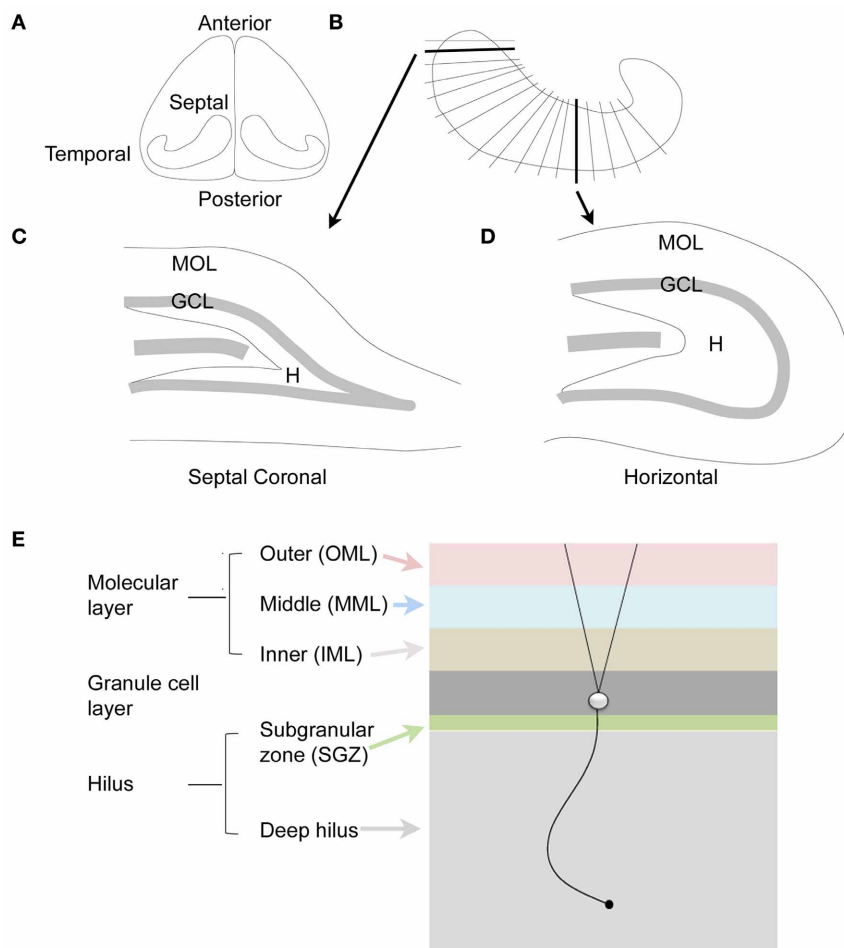 A
Anterior
B
Septal
Temporal
Posterior
C
MOL
GCL
H
Septal Coronal
D
MOL
GCL
H
Horizontal
E
Molecular
layer
Outer (OML)
Middle (MML)
Inner (IML)
Granule cell
layer
Hilus
Subgranular
zone (SGZ)
Deep hilus